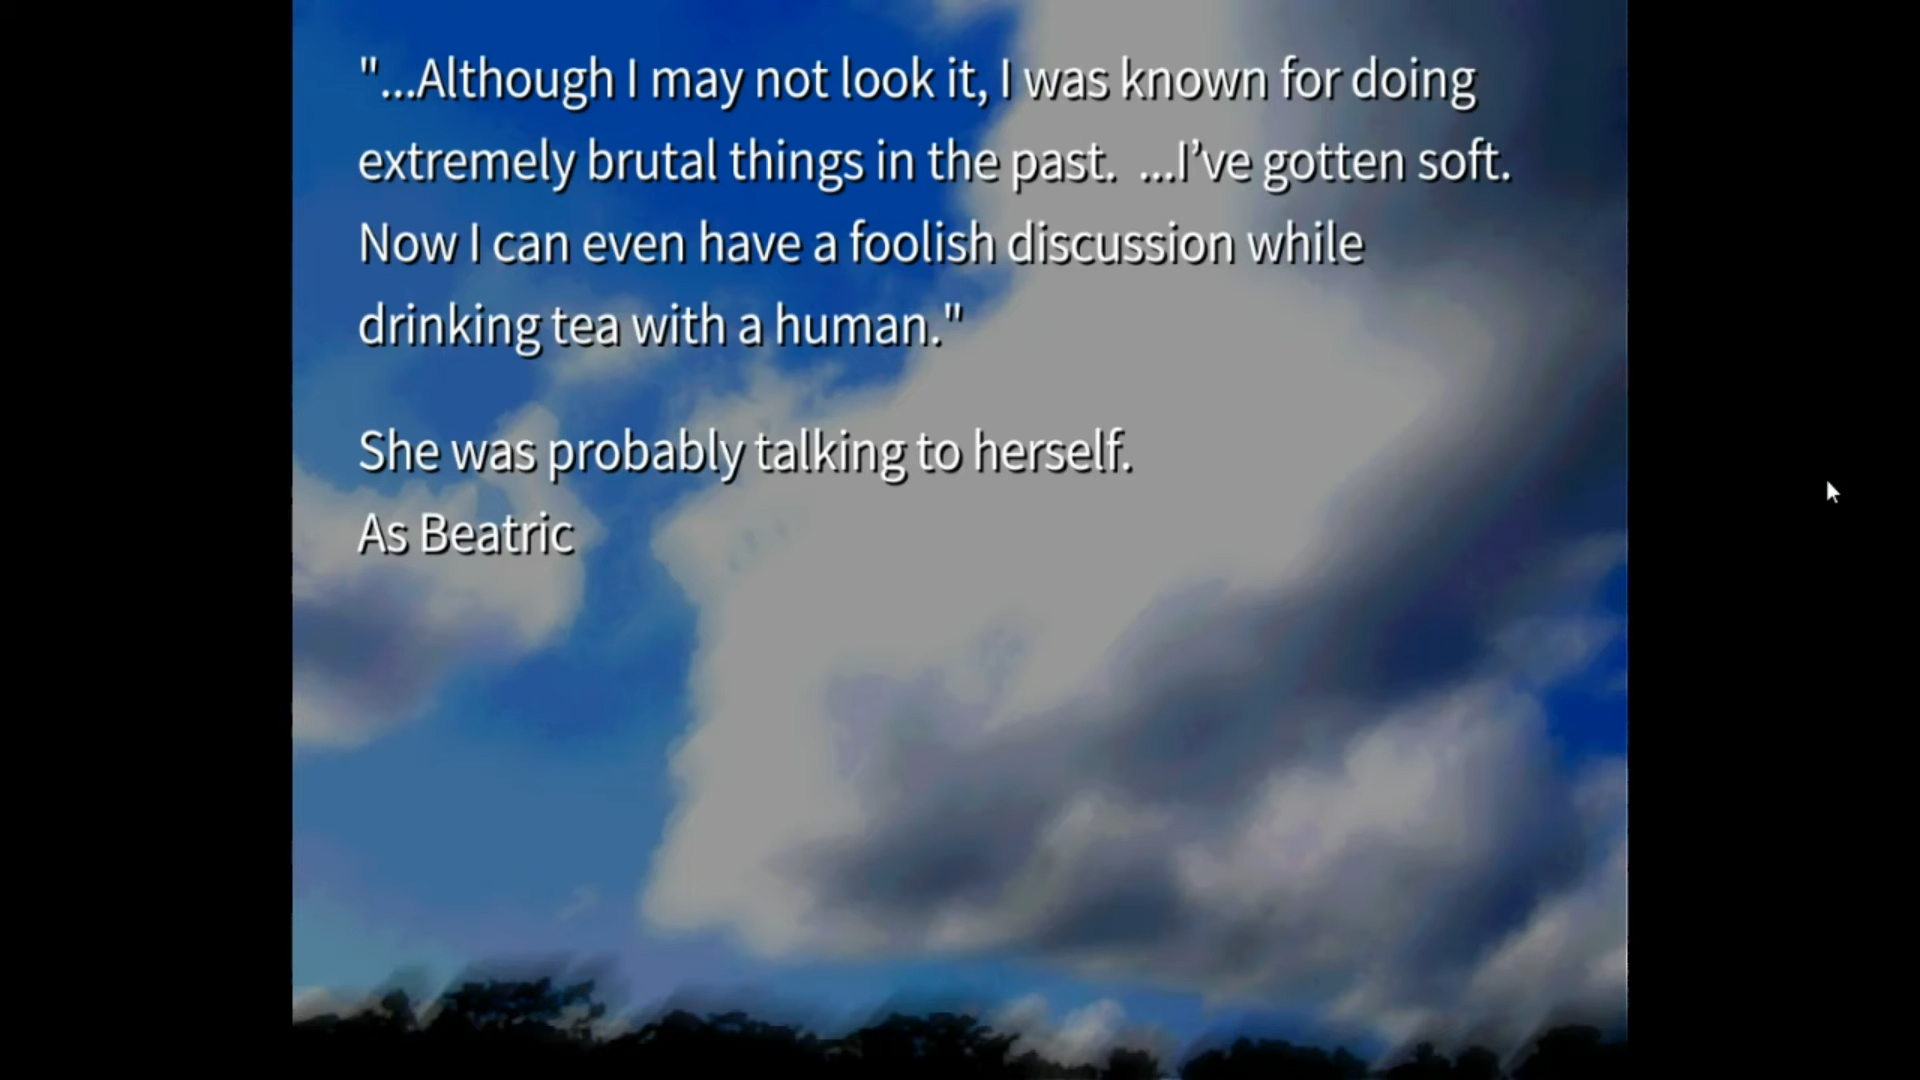 "...Although I may not look it, I was known for doing
extremely brutal things in the past.  ...I’ve gotten soft.
Now I can even have a foolish discussion while
drinking tea with a human."
She was probably talking to herself.
As Beatric